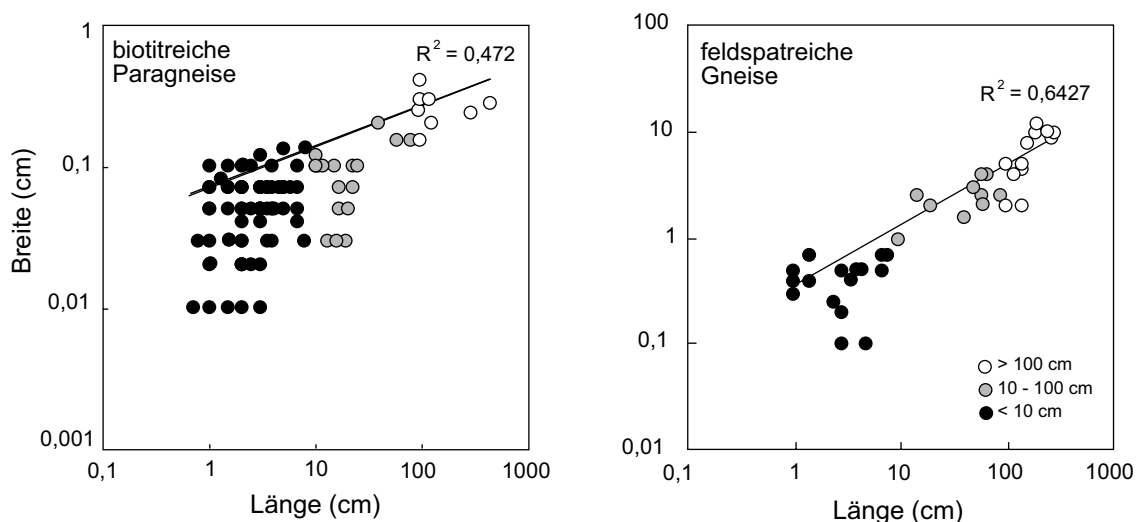 biotitreiche
Paragneise
R² = 0,472
Breite (cm)
1
0,1
0,01
0,001
0,1
1
10
100
1000
Länge (cm)
feldspatreiche
Gneise
R² = 0,6427
100
10
1
0,1
0,01
> 100 cm
10 - 100 cm
< 10 cm
0,1
1
10
100
1000
Länge (cm)